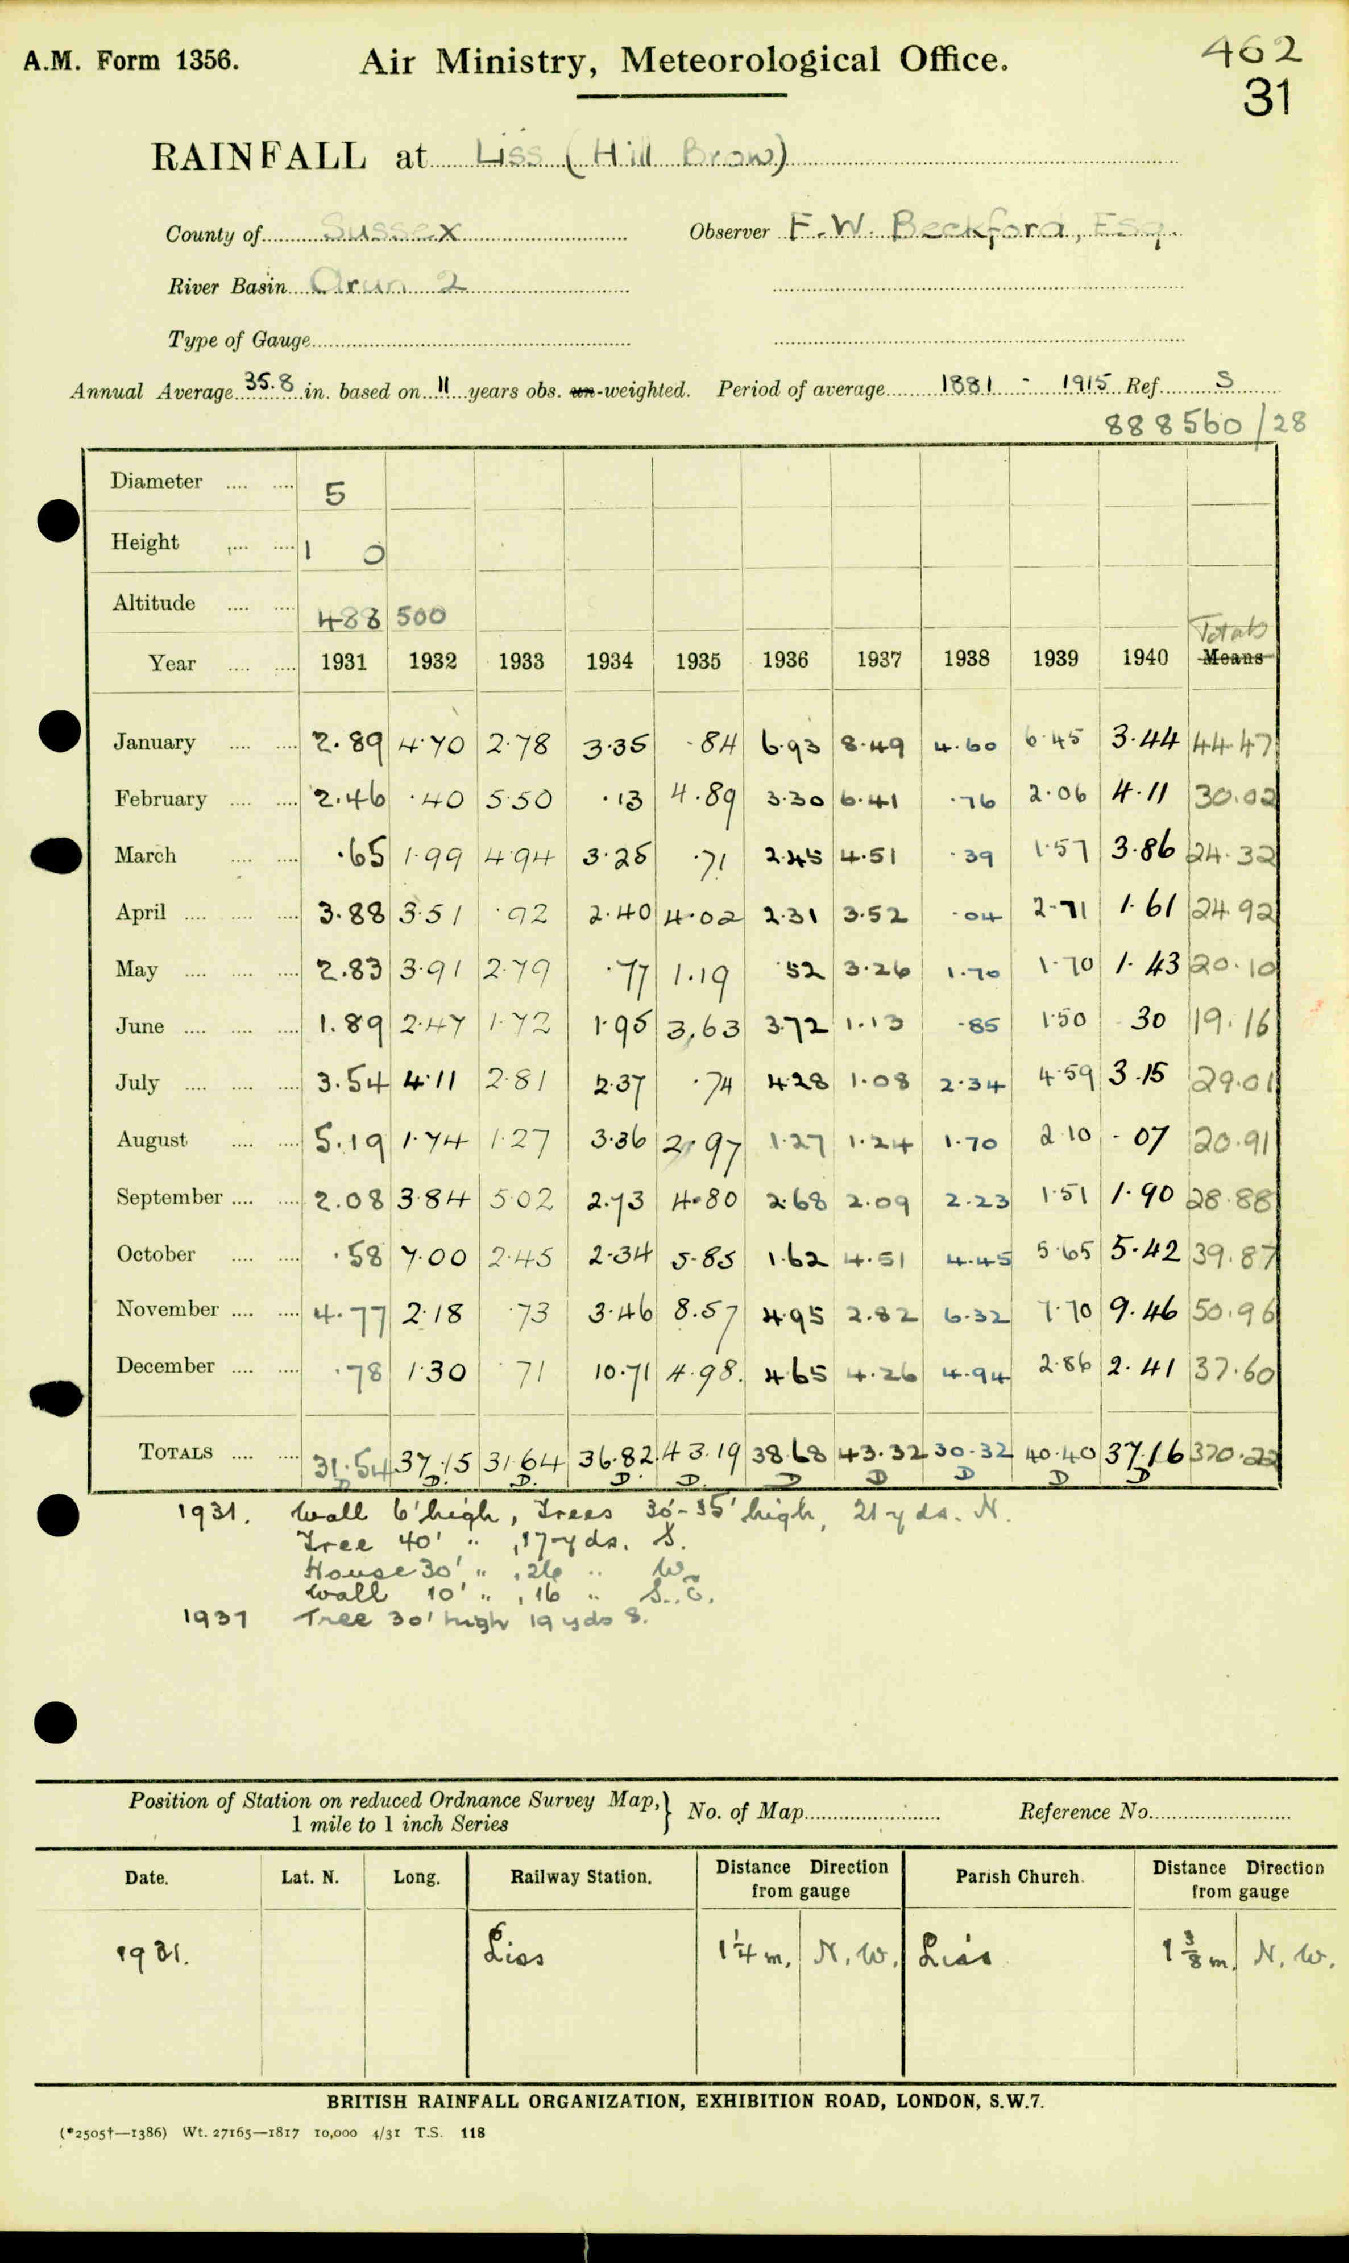 A.M. Form 1356.
Air Ministry, Meteorological Office.
462
31
RAINFALL at Liss (Hill Brow)
County of Sussex Observer F.W. Beckford, Esq.
River Basin Arun 2
Type of Gauge
Annual Average 35.8 in. based on 11 years obs. un-weighted. Period of average 1881 - 1915 Ref. S
888560/28
Diameter 5
Height 1 0
Altitude 488 500
Totals
Year 1931 1932 1933 1934 1935 1936 1937 1938 1939 1940 Means
January 2.89 4.70 2.78 3.35 .84 6.93 8.49 4.60 6.45 3.44 44.47
February 2.46 .40 5.50 .13 4.89 3.30 6.41 .76 2.06 4.11 30.02
March .65 1.99 4.94 3.25 .71 2.45 4.51 .39 1.57 3.86 24.32
April 3.88 3.51 .92 2.40 4.02 2.31 3.52 .04 2.71 1.61 24.92
May 2.83 3.91 2.79 .77 1.19 .52 3.26 1.70 1.70 1.43 20.10
June 1.89 2.47 1.72 1.95 3.63 3.72 1.13 .85 1.50 .30 19.16
July 3.54 4.11 2.81 2.37 .74 4.28 1.08 2.34 4.59 3.15 29.01
August 5.19 1.74 1.27 3.36 2.97 1.27 1.24 1.70 2.10 .07 20.91
September 2.08 3.84 5.02 2.73 4.80 2.68 2.09 2.23 1.51 1.90 28.88
October .58 7.00 2.45 2.34 5.85 1.62 4.51 4.45 5.65 5.42 39.87
November 4.77 2.18 .73 3.46 8.57 4.95 2.82 6.32 7.70 9.46 50.96
December .78 1.30 .71 10.71 4.98. 4.65 4.26 4.94 2.86 2.41 37.60
TOTALS 31.54 37.15 31.64 36.82. 43.19 38.68 43.32 30.32 40.40 37.16 370.22
D D. D. D. D. D D D D D
1931. Wall 6' high, Trees 30'-35' high, 21 yds. N.
Tree 40' " , 17 yds. S.
House 30' " , 26 " W.
Wall 10' " , 16 " S.E.
1937 Tree 30' high 19 yds S.
Position of Station on reduced Ordnance Survey Map,} No. of Map Reference No.
1 mile to 1 inch Series
Date. Lat. N. Long. Railway Station. Distance Direction from gauge Parish Church. Distance Direction from gauge
1931. Liss 1 1/4 m. N.W. Liss 1 3/8 m. N.W.
BRITISH RAINFALL ORGANIZATION, EXHIBITION ROAD, LONDON, S.W.7.
(*2505†—1386) Wt. 27165—1817 10,000 4/31 T.S. 118